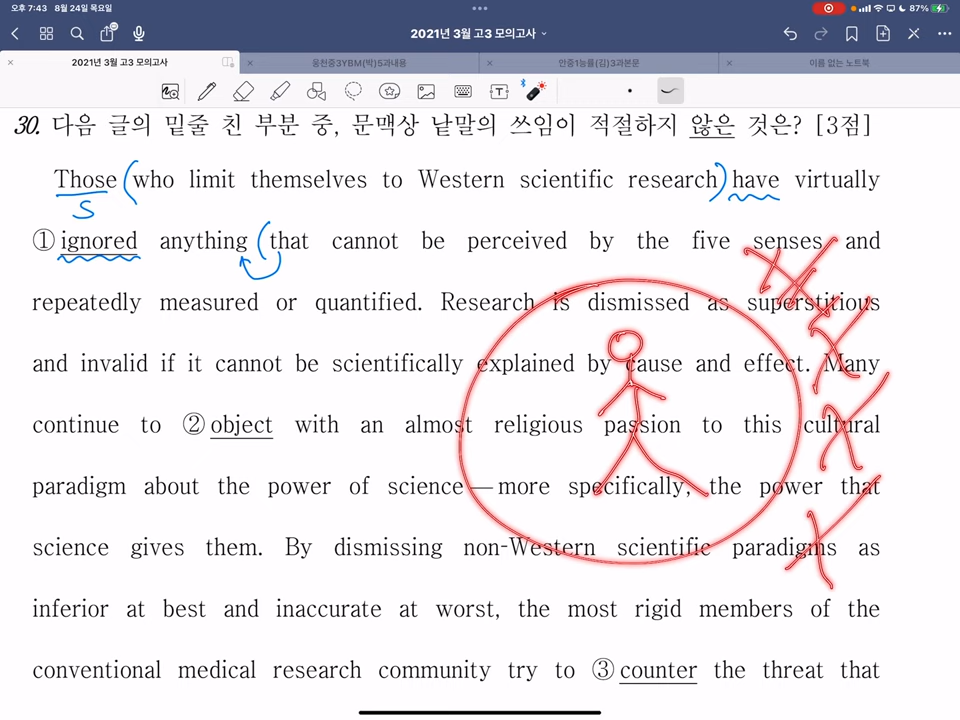 오후 7:43 8월 24일 목요일
87%
2021년 3월 고3 모의고사
2021년 3월 고3 모의고사
웅천중3YBM(박)5과내용
안중1능률(김)3과본문
이름 없는 노트북
30. 다음 글의 밑줄 친 부분 중, 문맥상 낱말의 쓰임이 적절하지 않은 것은? [3점]
Those (who limit themselves to Western scientific research) have virtually
S
① ignored anything (that cannot be perceived by the five senses and
repeatedly measured or quantified. Research is dismissed as superstitious
and invalid if it cannot be scientifically explained by cause and effect. Many
continue to ② object with an almost religious passion to this cultural
paradigm about the power of science—more specifically, the power that
science gives them. By dismissing non-Western scientific paradigms as
inferior at best and inaccurate at worst, the most rigid members of the
conventional medical research community try to ③ counter the threat that